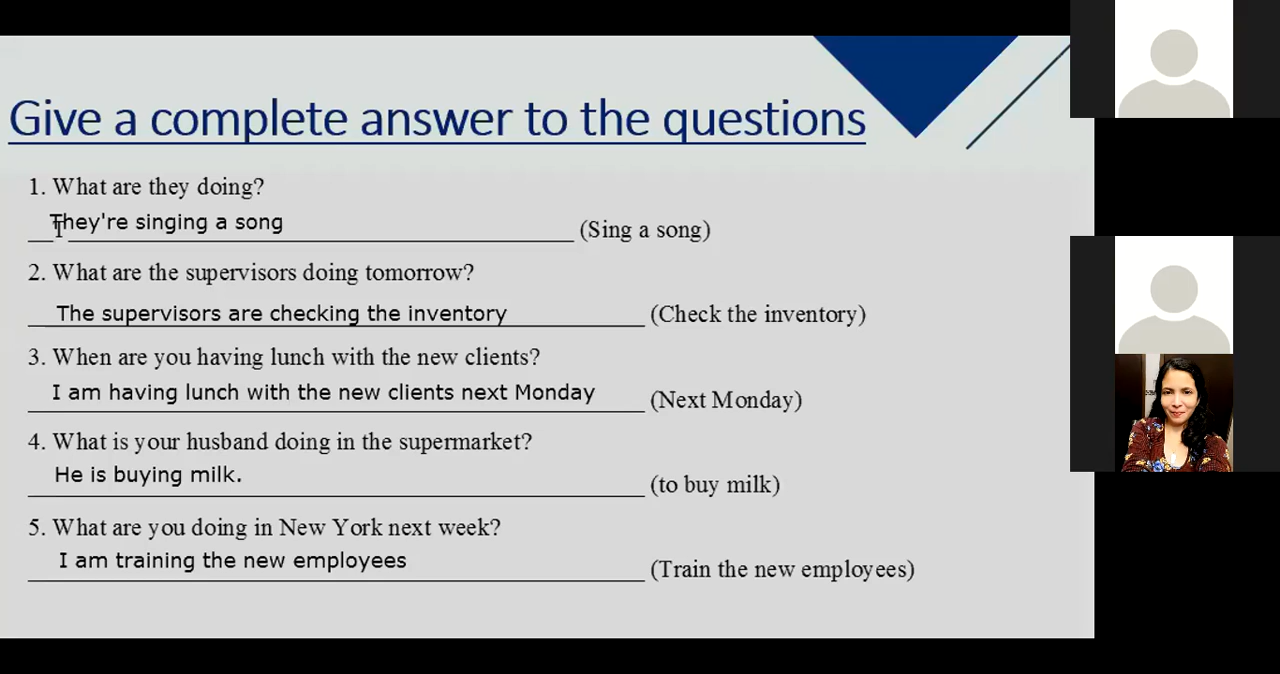 Give a complete answer to the questions
1. What are they doing?
They're singing a song (Sing a song)
2. What are the supervisors doing tomorrow?
The supervisors are checking the inventory (Check the inventory)
3. When are you having lunch with the new clients?
I am having lunch with the new clients next Monday (Next Monday)
4. What is your husband doing in the supermarket?
He is buying milk. (to buy milk)
5. What are you doing in New York next week?
I am training the new employees (Train the new employees)